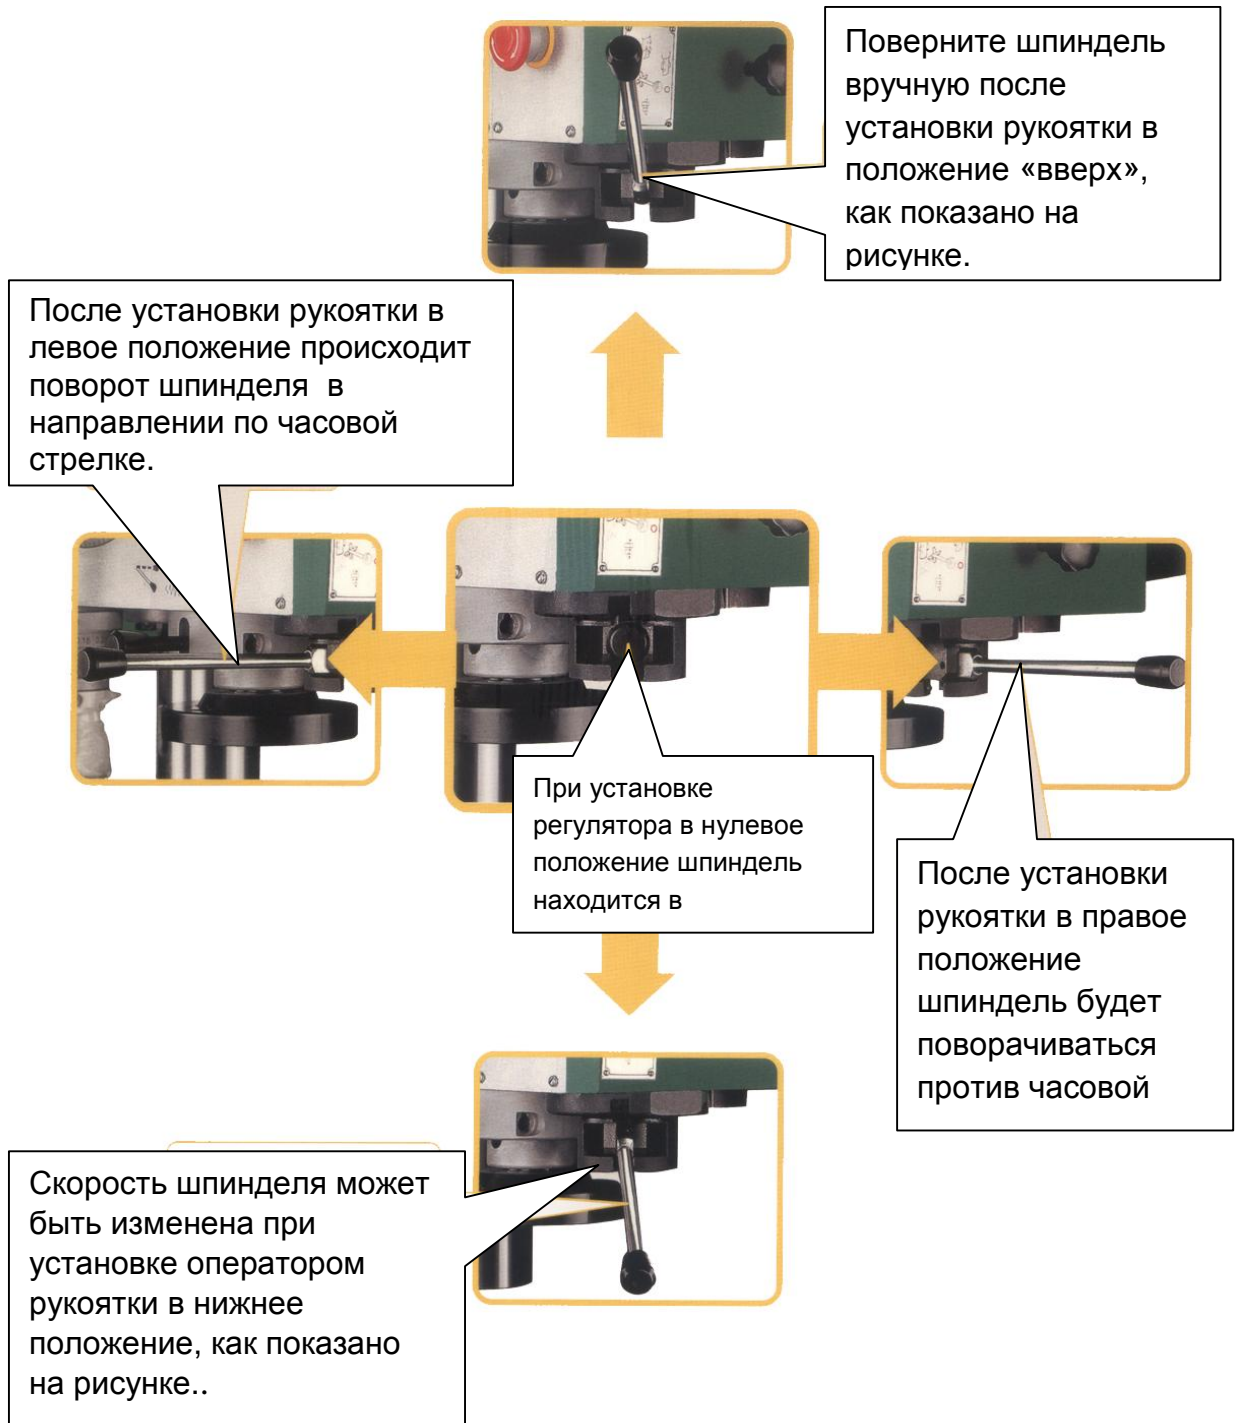 Поверните шпиндель
вручную после
установки рукоятки в
положение «вверх»,
как показано на
рисунке.
После установки рукоятки в
левое положение происходит
поворот шпинделя в
направлении по часовой
стрелке.
При установке
регулятора в нулевое
положение шпиндель
находится в
После установки
рукоятки в правое
положение
шпиндель будет
поворачиваться
против часовой
Скорость шпинделя может
быть изменена при
установке оператором
рукоятки в нижнее
положение, как показано
на рисунке..